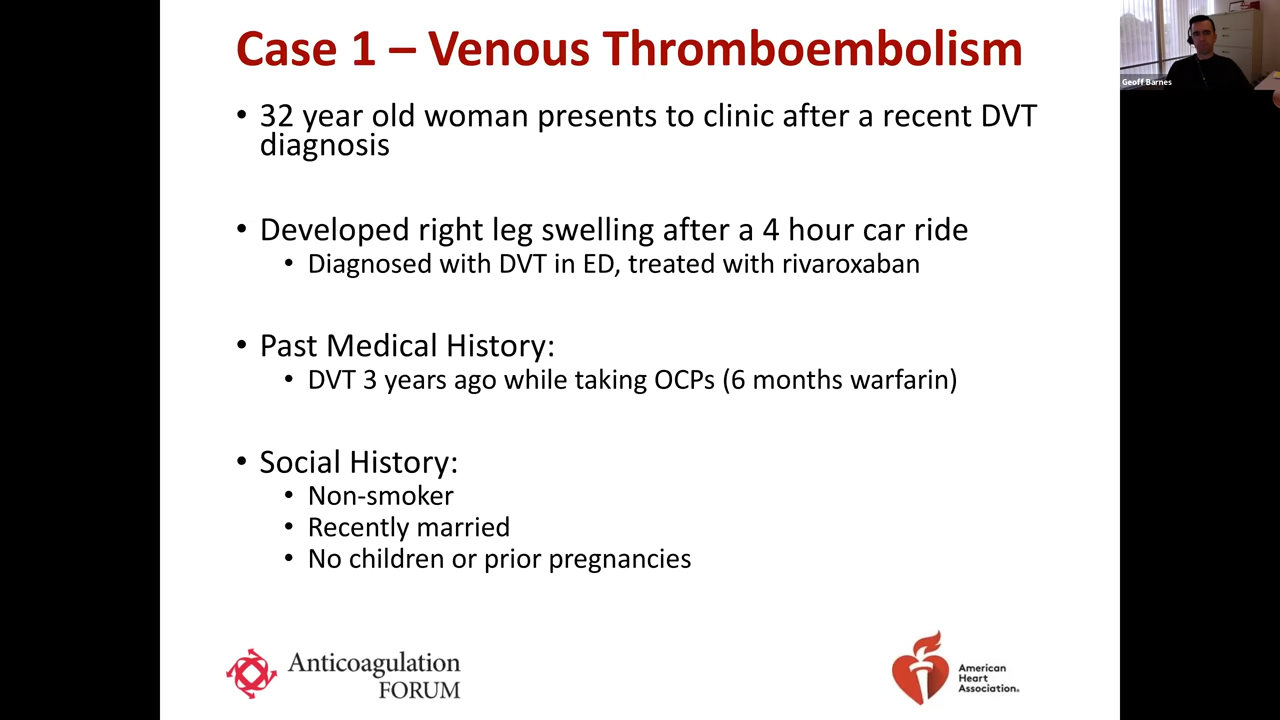 Case 1 – Venous Thromboembolism
• 32 year old woman presents to clinic after a recent DVT
diagnosis
• Developed right leg swelling after a 4 hour car ride
• Diagnosed with DVT in ED, treated with rivaroxaban
• Past Medical History:
• DVT 3 years ago while taking OCPs (6 months warfarin)
• Social History:
• Non-smoker
• Recently married
• No children or prior pregnancies
Anticoagulation
FORUM
American
Heart
Association®
Geoff Barnes